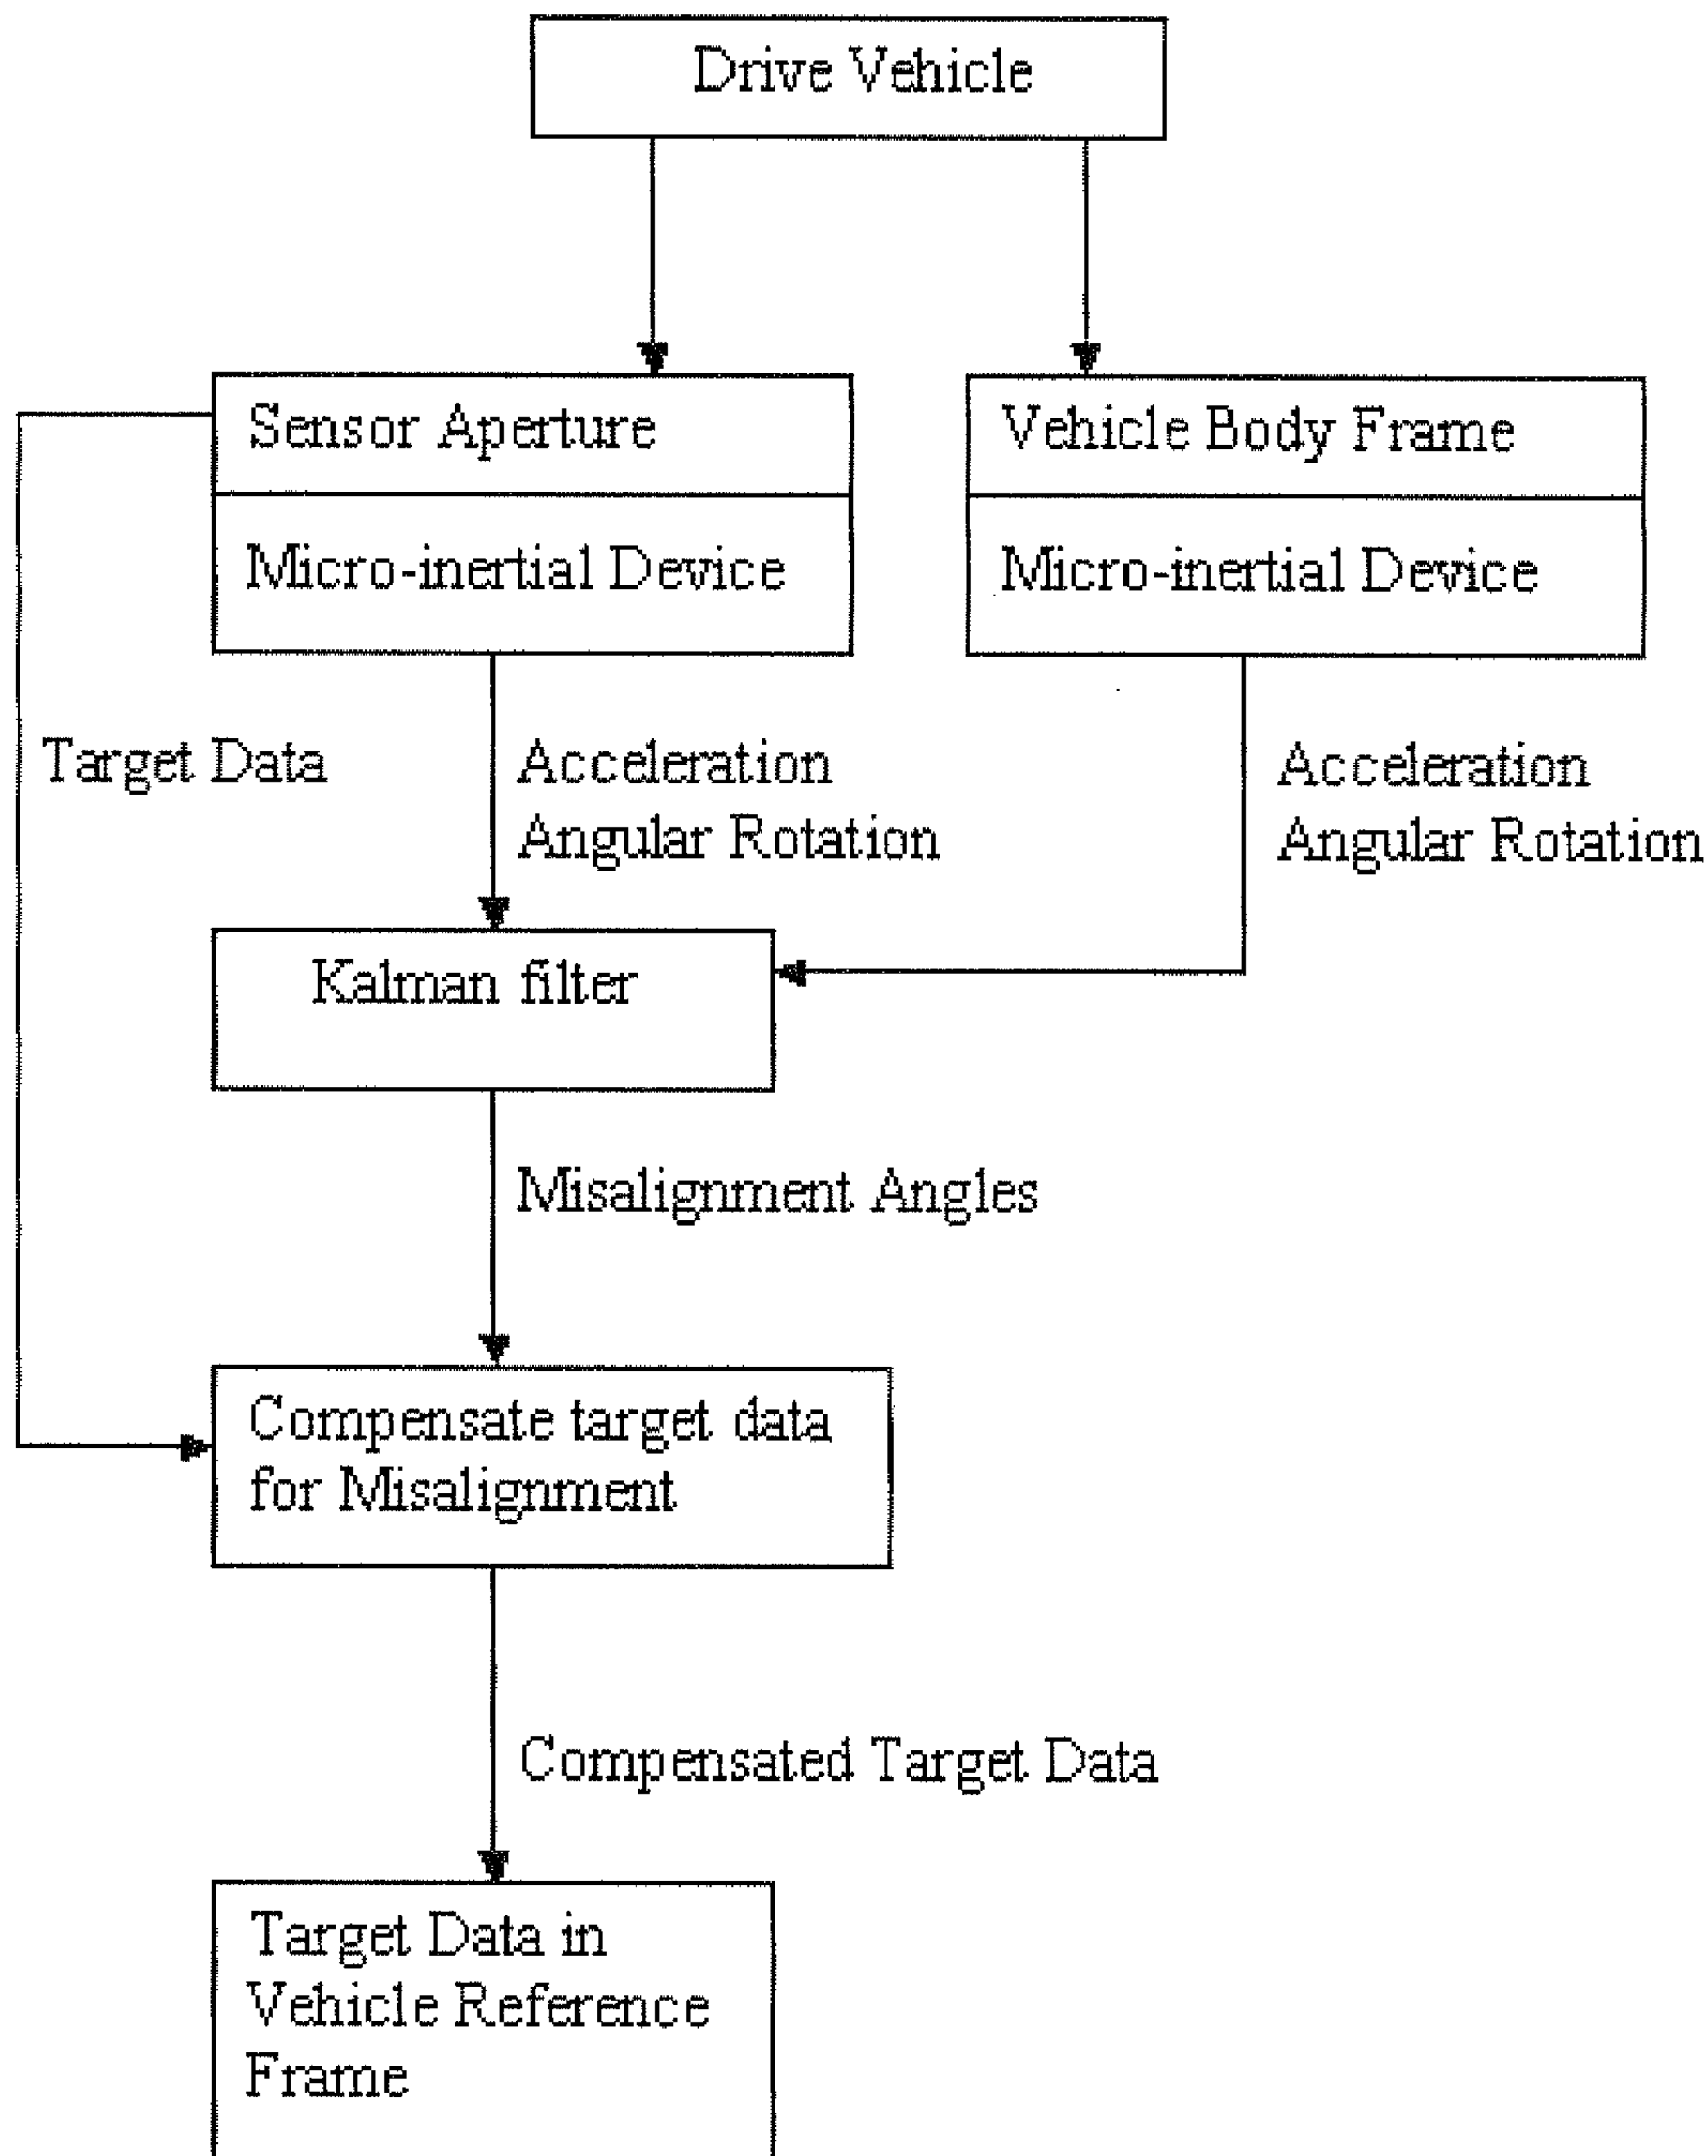 Drive Vehicle
Sensor Aperture
Vehicle Body Frame
Micro-inertial Device
Micro-inertial Device
Target Data
Acceleration
Angular Rotation
Acceleration
Angular Rotation
Kalman filter
Misalignment Angles
Compensate target data
for Misalignment
Compensated Target Data
Target Data in
Vehicle Reference
Frame